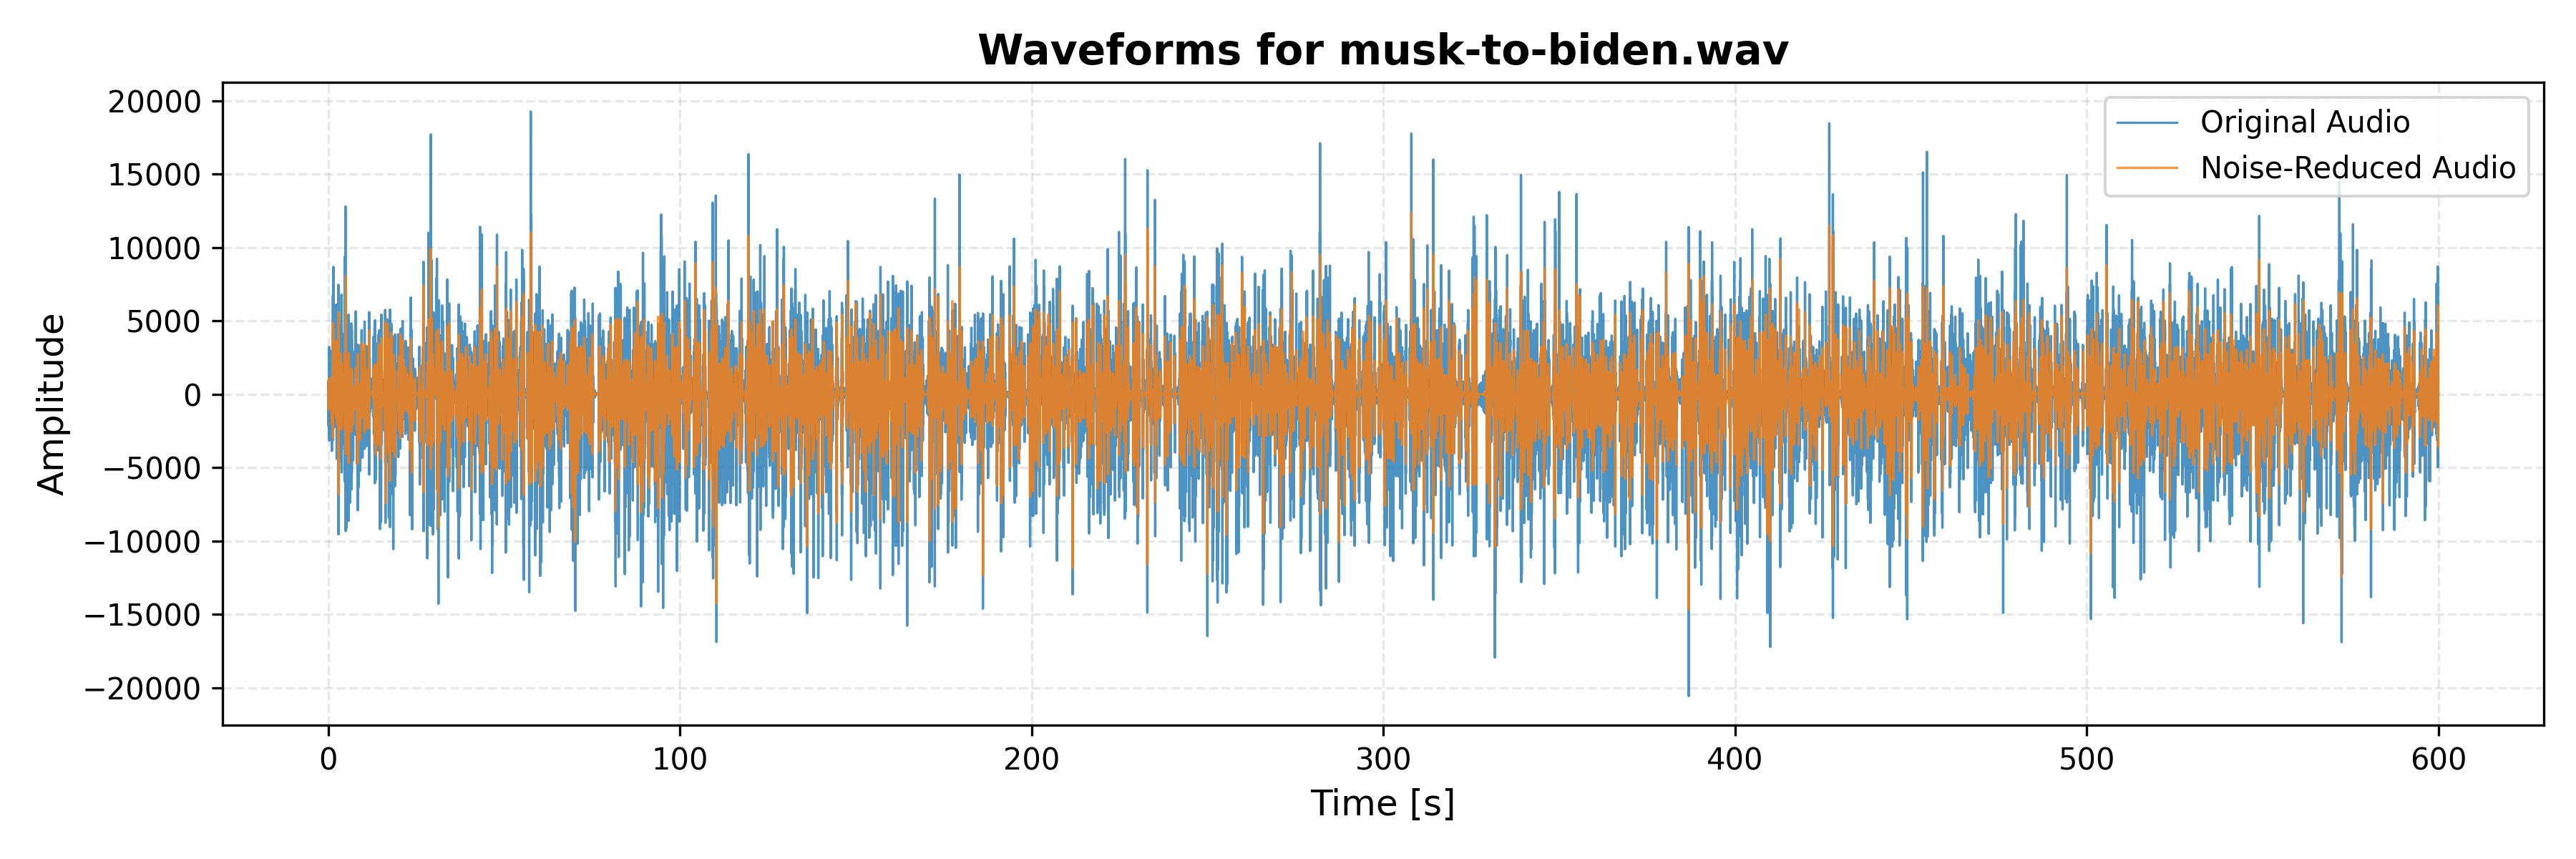 Waveforms for musk-to-biden.wav
Original Audio
Noise-Reduced Audio
Amplitude
20000
15000
10000
5000
0
−5000
−10000
−15000
−20000
0 100 200 300 400 500 600
Time [s]